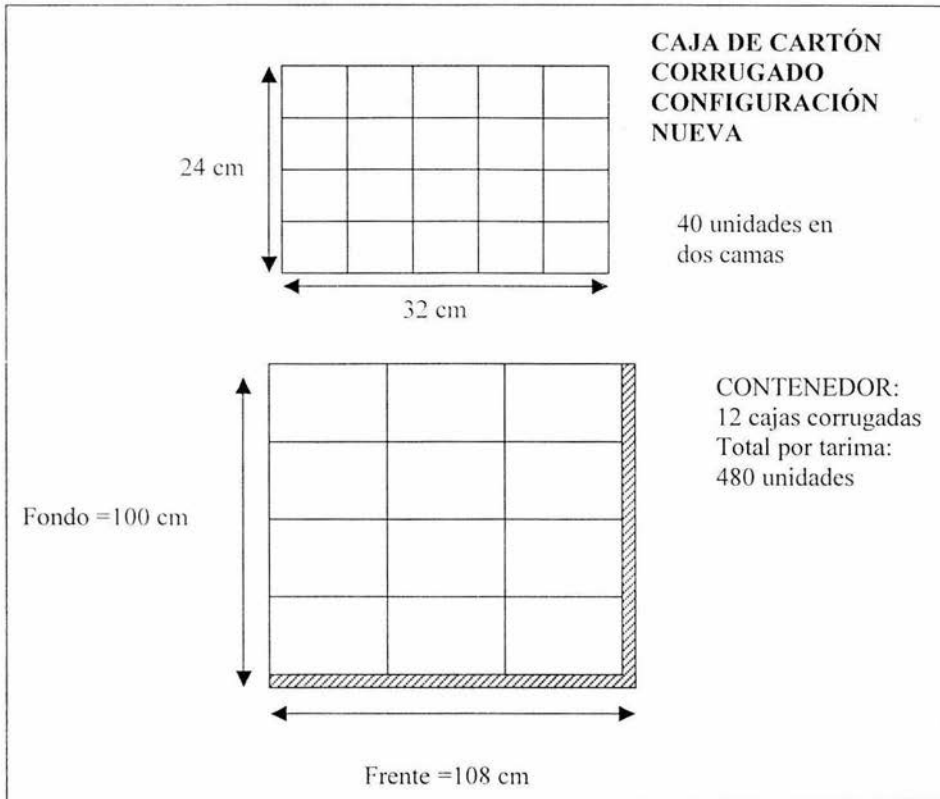 CAJA DE CARTÓN
CORRUGADO
CONFIGURACIÓN
NUEVA
24 cm
40 unidades en
dos camas
32 cm
CONTENEDOR:
12 cajas corrugadas
Total por tarima:
480 unidades
Fondo =100 cm
Frente =108 cm